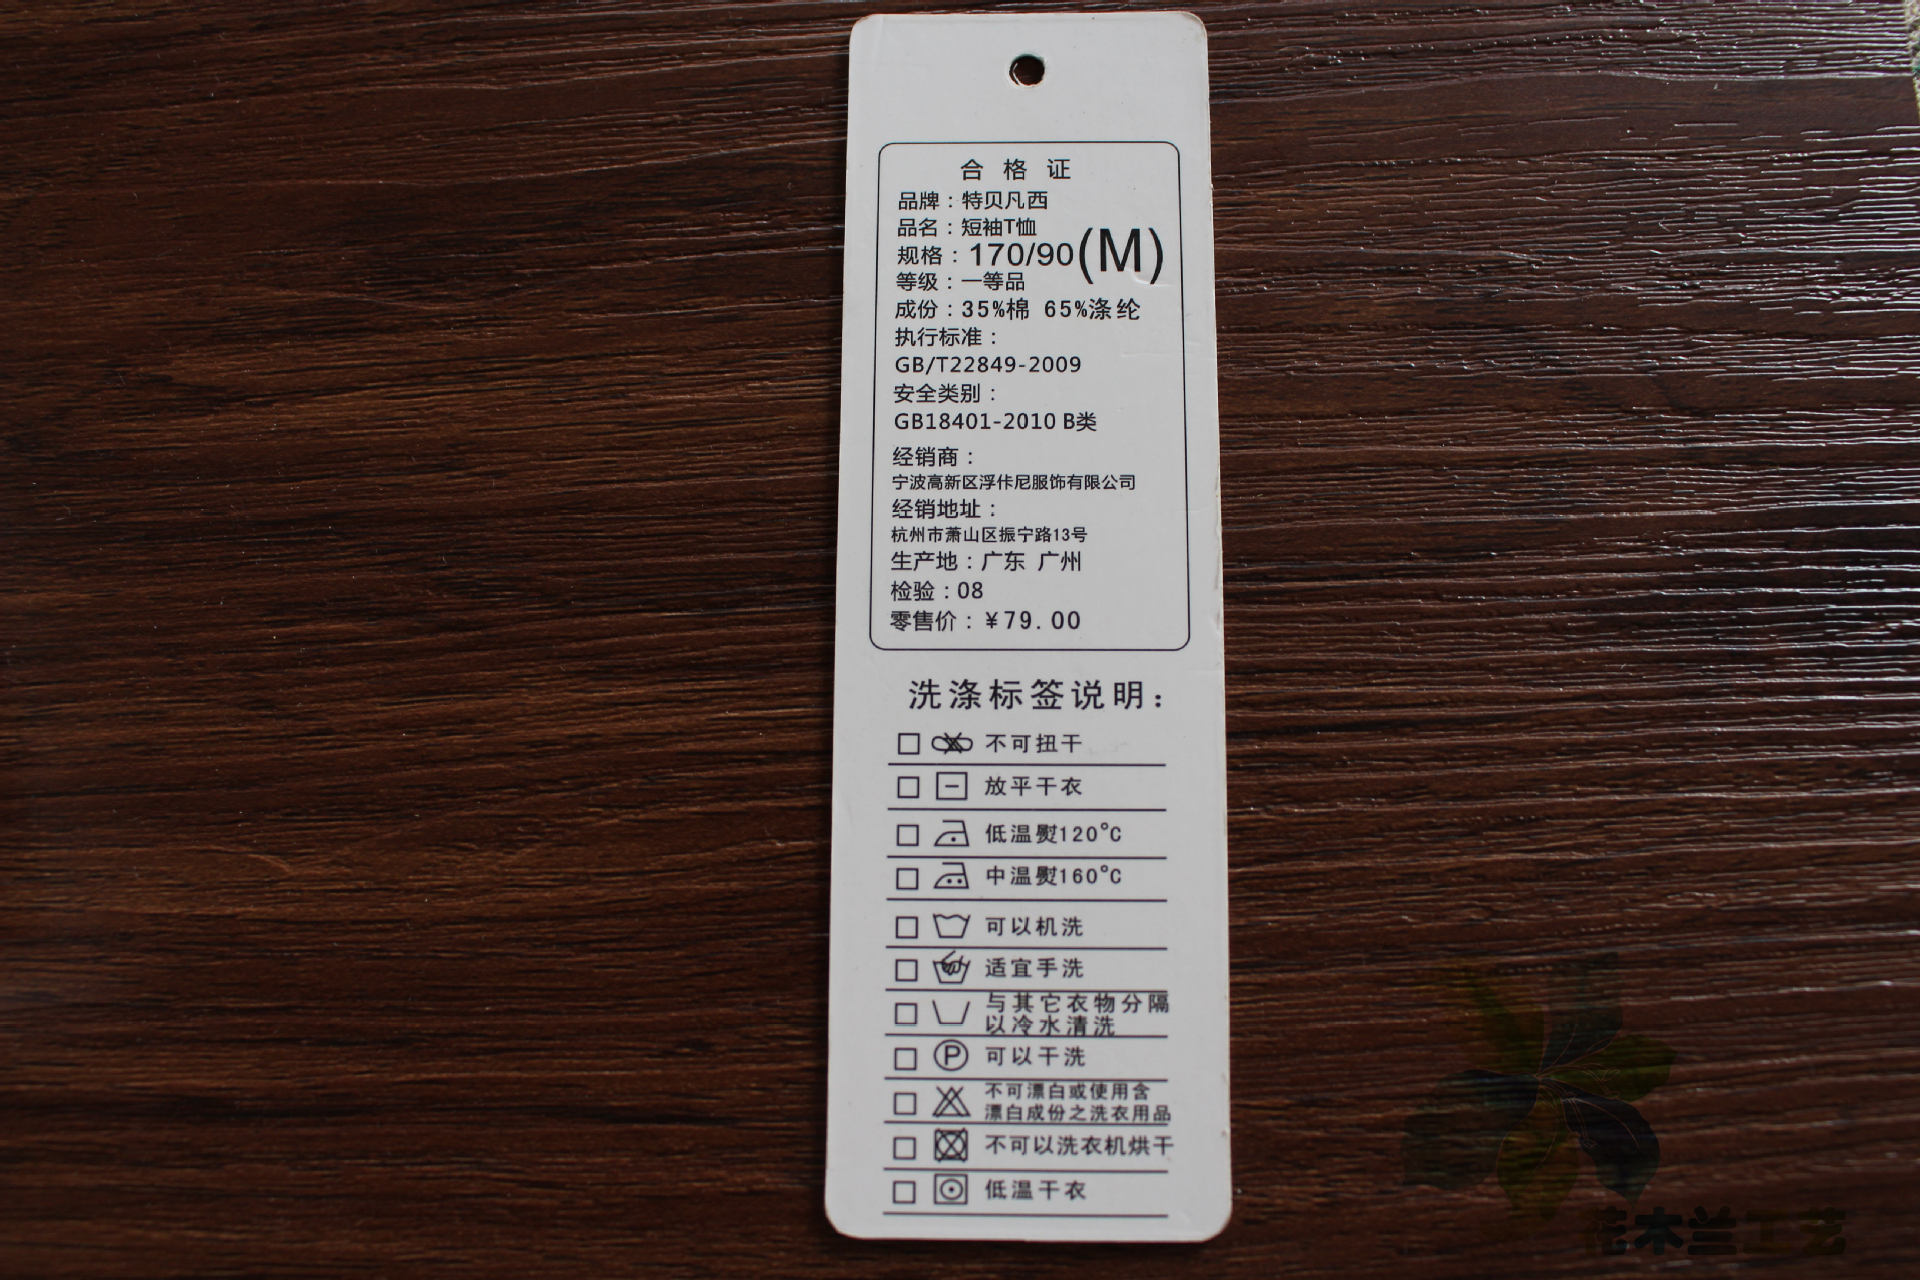 合格证
品牌：特贝凡西
品名：短袖T恤
规格：170/90(M)
等级：一等品
成份：35%棉 65%涤纶
执行标准：
GB/T22849-2009
安全类别：
GB18401-2010 B类
经销商：
宁波高新区浮佧尼服饰有限公司
经销地址：
杭州市萧山区振宁路13号
生产地：广东 广州
检验：08
零售价：¥79.00
洗涤标签说明：
不可扭干
放平干衣
低温熨120°C
中温熨160°C
可以机洗
适宜手洗
与其它衣物分隔
以冷水清洗
P 可以干洗
不可漂白或使用含
漂白成份之洗衣用品
不可以洗衣机烘干
低温干衣
花木兰工艺